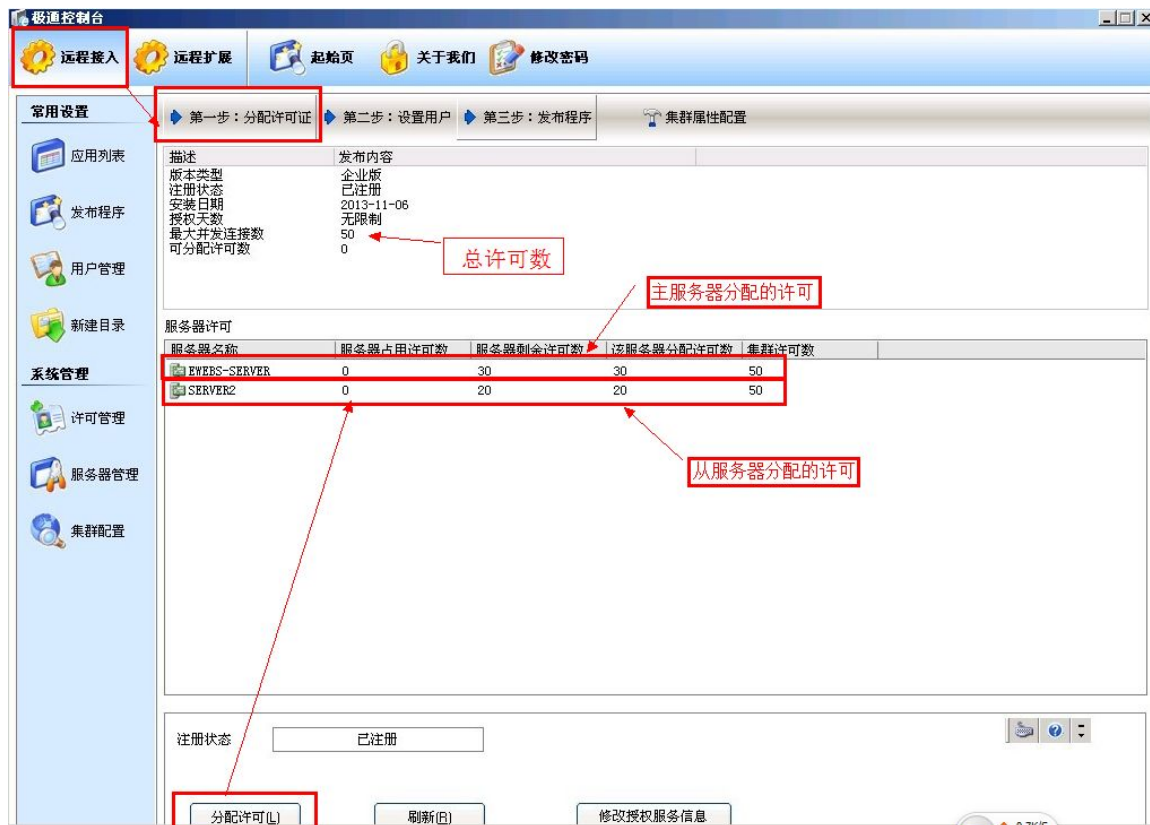 极通控制台
远程接入 远程扩展 起始页 关于我们 修改密码
常用设置
应用列表
发布程序
用户管理
新建目录
系统管理
许可管理
服务器管理
集群配置
第一步：分配许可证 第二步：设置用户 第三步：发布程序 集群属性配置
描述 发布内容
版本类型 企业版
注册状态 已注册
安装日期 2013-11-06
授权天数 无限制
最大并发连接数 50
可分配许可数 0
总许可数
主服务器分配的许可
服务器许可
服务器名称 服务器占用许可数 服务器剩余许可数 该服务器分配许可数 集群许可数
EWEBS-SERVER 0 30 30 50
SERVER2 0 20 20 50
从服务器分配的许可
注册状态 已注册
分配许可(L) 刷新(R) 修改授权服务信息